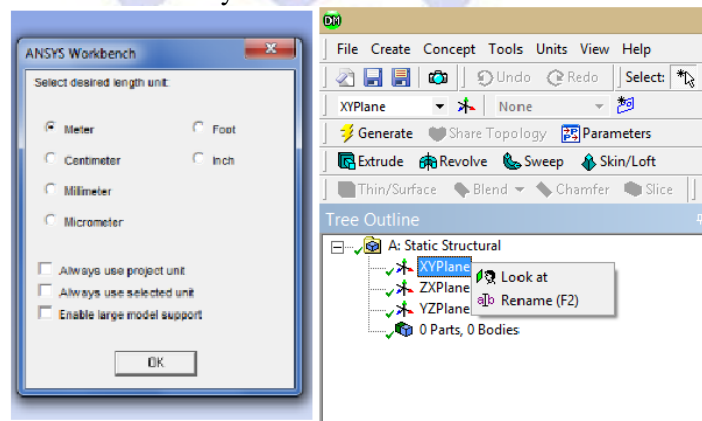 ANSYS Workbench
Select desired length unit:
Meter
Foot
Centimeter
Inch
Millimeter
Micrometer
Always use project unit
Always use selected unit
Enable large model support
OK
DM
File Create Concept Tools Units View Help
Undo Redo Select:
XYPlane None
Generate Share Topology Parameters
Extrude Revolve Sweep Skin/Loft
Thin/Surface Blend Chamfer Slice
Tree Outline
A: Static Structural
XYPlane
Look at
ZXPlane
Rename (F2)
YZPlane
0 Parts, 0 Bodies